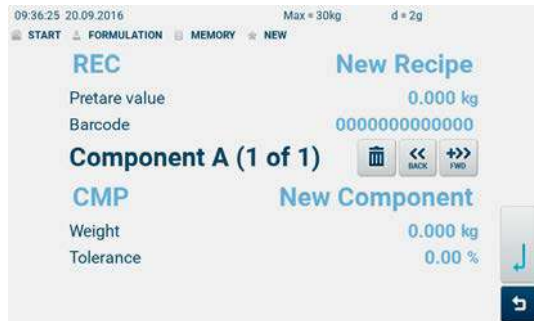 09:36:25 20.09.2016 Max = 30kg d = 2g
START FORMULATION MEMORY NEW
REC New Recipe
Pretare value 0.000 kg
Barcode 0000000000000
Component A (1 of 1) << BACK +>> FWD
CMP New Component
Weight 0.000 kg
Tolerance 0.00 %